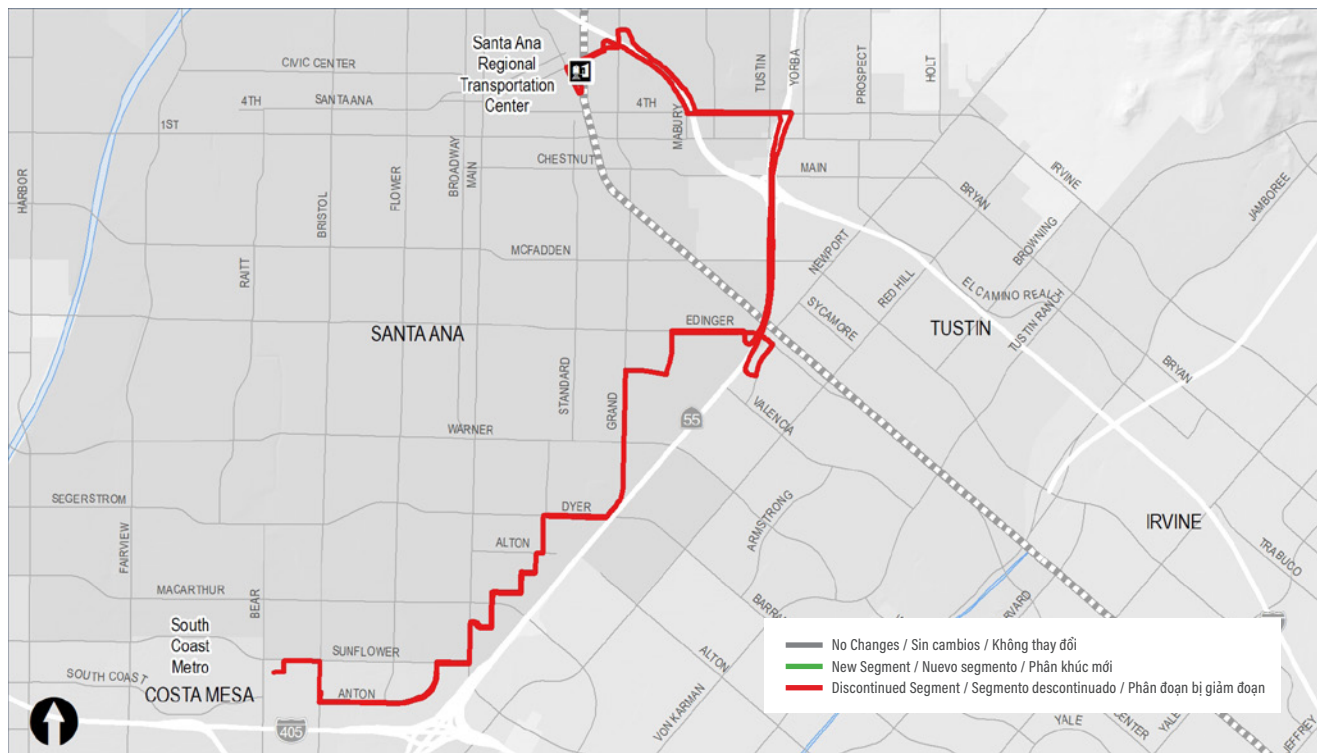 Santa Ana
Regional
Transportation
Center
CIVIC CENTER
4TH
SANTA ANA
1ST
4TH
TUSTIN
YORBA
PROSPECT
HOLT
MABURY
HARBOR
BRISTOL
FLOWER
BROADWAY
MAIN
CHESTNUT
MAIN
BRYAN
IRVINE
JAMBOREE
BROWNING
RAITT
MCFADDEN
NEWPORT
RED HILL
EL CAMINO REAL
TUSTIN RANCH
SYCAMORE
SANTA ANA
EDINGER
TUSTIN
BRYAN
STANDARD
GRAND
55
VALENCIA
WARNER
SEGERSTROM
DYER
ARMSTRONG
IRVINE
FAIRVIEW
ALTON
TRABUCO
MACARTHUR
BEAR
South
Coast
Metro
SUNFLOWER
SOUTH COAST
COSTA MESA
ANTON
405
ALTON
VON KARMAN
No Changes / Sin cambios / Không thay đổi
New Segment / Nuevo segmento / Phân khúc mới
Discontinued Segment / Segmento descontinuado / Phân đoạn bị giảm đoạn
YALE
CENTER
JEFFREY